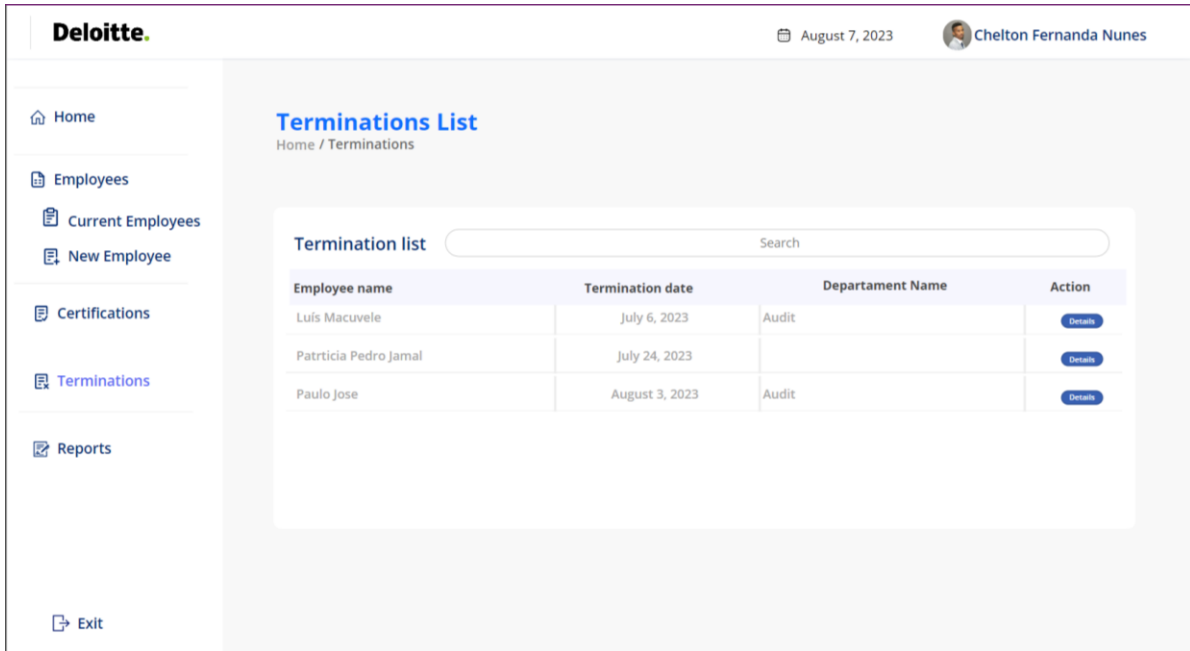 Deloitte.
August 7, 2023
Chelton Fernanda Nunes
Home
Employees
Current Employees
New Employee
Certifications
Terminations
Reports
Exit
Terminations List
Home / Terminations
Termination list
Search
Employee name Termination date Departament Name Action
Luís Macuvele July 6, 2023 Audit Details
Patrticia Pedro Jamal July 24, 2023 Details
Paulo Jose August 3, 2023 Audit Details